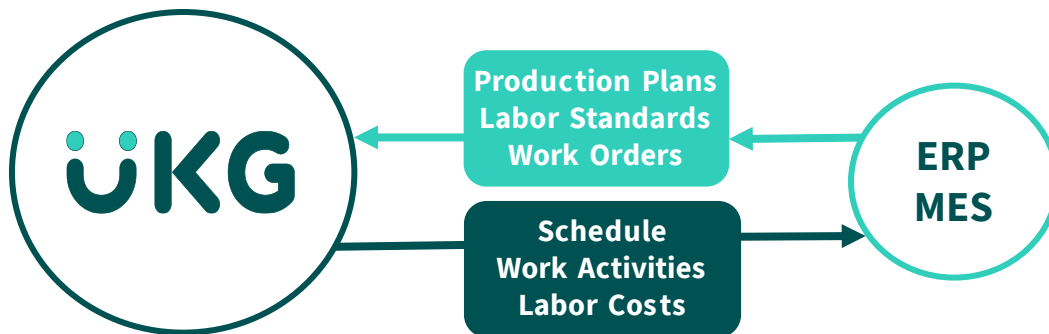 UKG
Production Plans
Labor Standards
Work Orders
ERP
MES
Schedule
Work Activities
Labor Costs